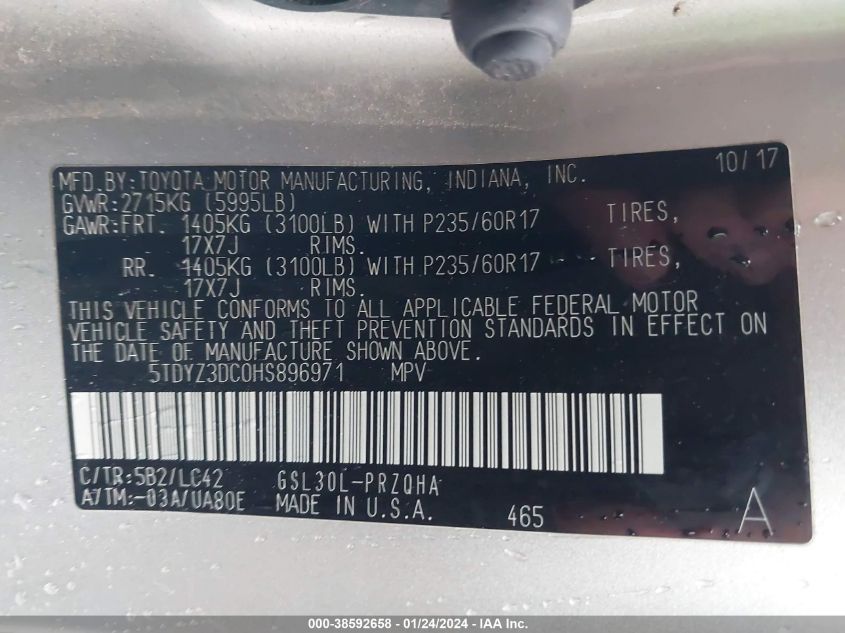 10/17
MFD.BY:TOYOTA MOTOR MANUFACTURING, INDIANA, INC.
GVWR:2715KG (5995LB)
GAWR:FRT. 1405KG (3100LB) WITH P235/60R17 TIRES,
17X7J RIMS.
RR. 1405KG (3100LB) WITH P235/60R17 TIRES,
17X7J RIMS.
THIS VEHICLE CONFORMS TO ALL APPLICABLE FEDERAL MOTOR
VEHICLE SAFETY AND THEFT PREVENTION STANDARDS IN EFFECT ON
THE DATE OF MANUFACTURE SHOWN ABOVE.
5TDYZ3DC0HS896971 MPV
C/TR:5B2/LC42 GSL30L-PRZQHA
A/TM:-03A/UA80E MADE IN U.S.A. 465 A
000-38592658 - 01/24/2024 - IAA Inc.